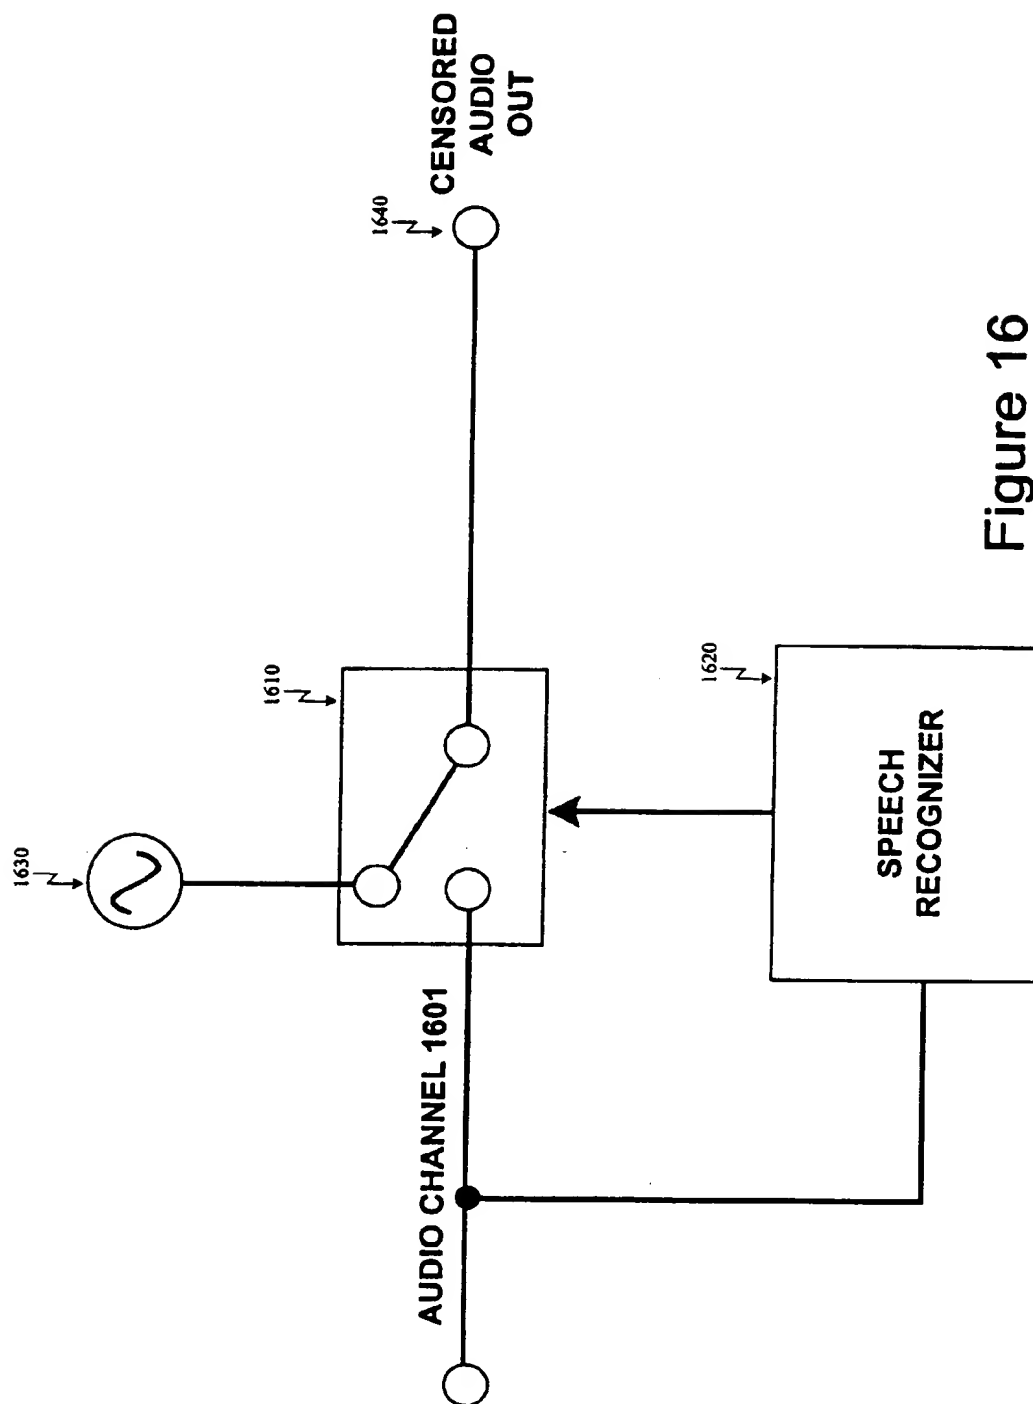 1630
1610
1640
CENSORED
AUDIO
OUT
AUDIO CHANNEL 1601
1620
SPEECH
RECOGNIZER
Figure 16